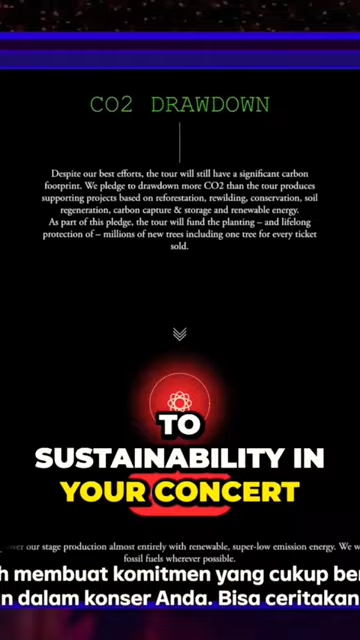 CO2 DRAWDOWN
Despite our best efforts, the tour will still have a significant carbon
footprint. We pledge to drawdown more CO2 than the tour produces
supporting projects based on reforestation, rewilding, conservation, soil
regeneration, carbon capture & storage and renewable energy.
As part of this pledge, the tour will fund the planting – and lifelong
protection of – millions of new trees including one tree for every ticket
sold.
TO
SUSTAINABILITY IN
YOUR CONCERT
our stage production almost entirely with renewable, super-low emission energy. We
fossil fuels wherever possible.
membuat komitmen yang cukup
dalam konser Anda. Bisa ceritakan